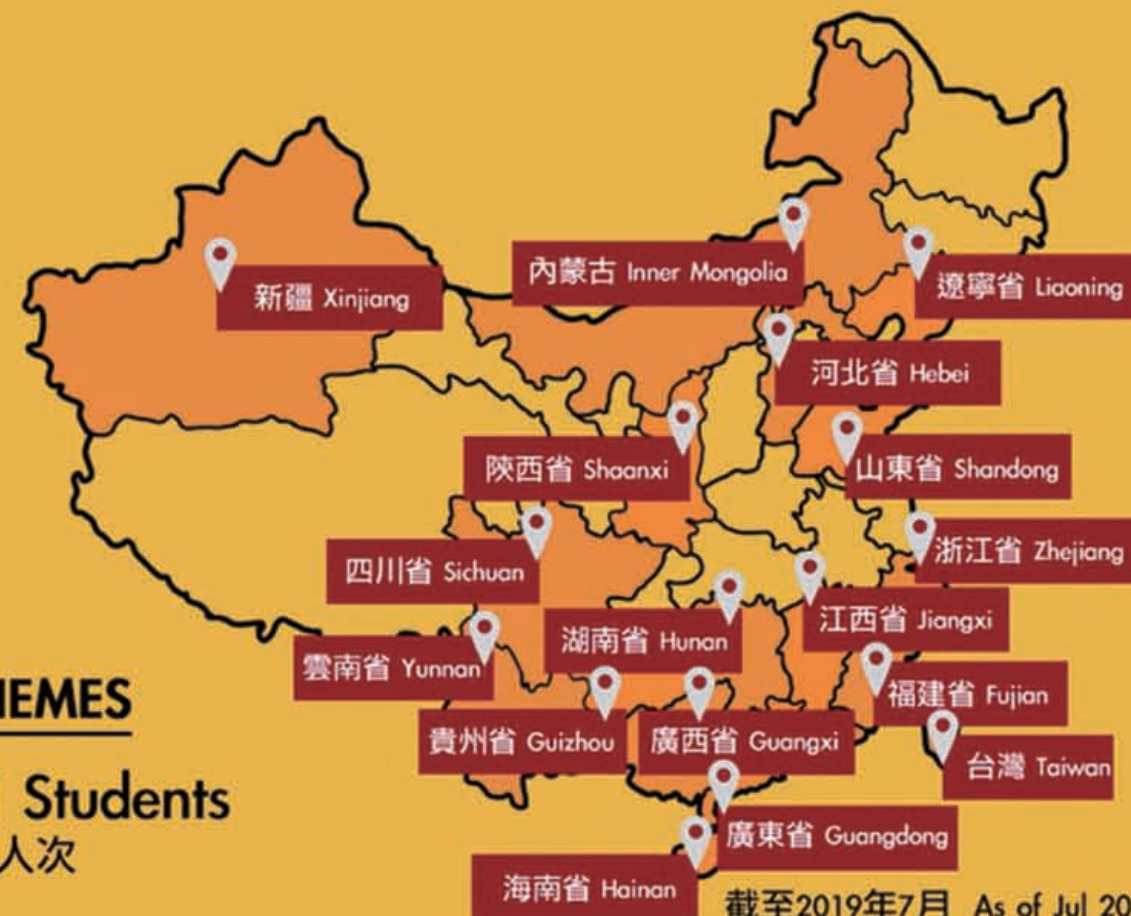 新疆 Xinjiang
內蒙古 Inner Mongolia
遼寧省 Liaoning
河北省 Hebei
陝西省 Shaanxi
山東省 Shandong
四川省 Sichuan
浙江省 Zhejiang
湖南省 Hunan
江西省 Jiangxi
雲南省 Yunnan
福建省 Fujian
貴州省 Guizhou
廣西省 Guangxi
台灣 Taiwan
廣東省 Guangdong
海南省 Hainan
Students
人次
截至2019年7月 As of Jul